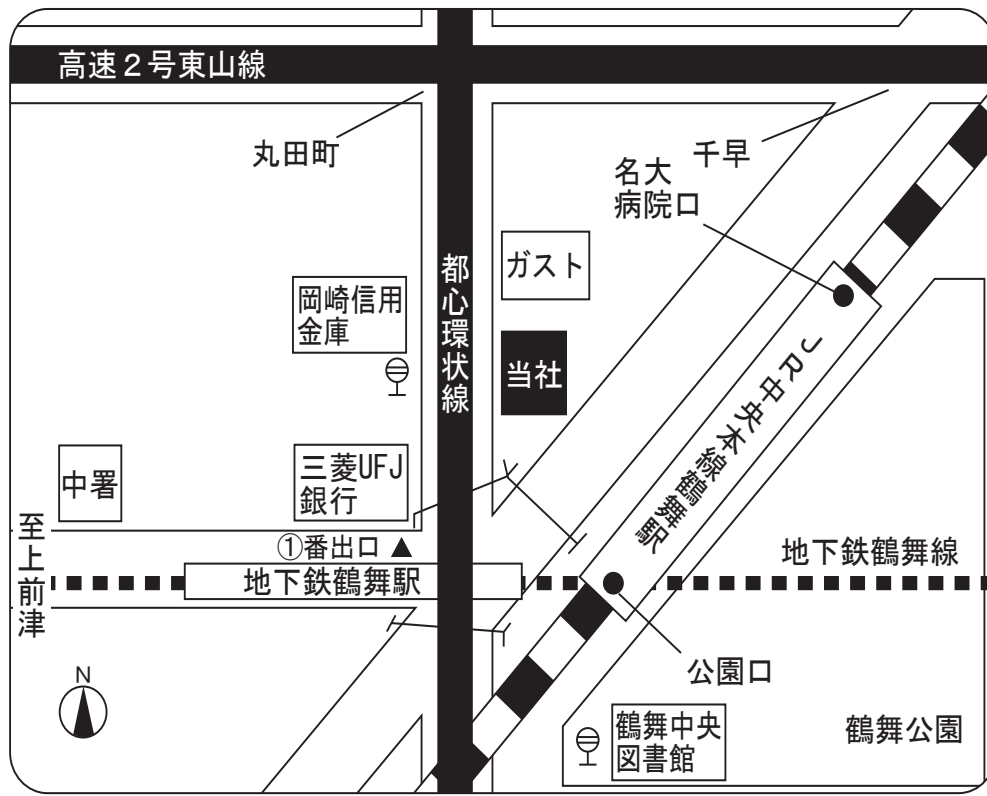 高速２号東山線
丸田町
千早
名大
病院口
ガスト
都心環状線
岡崎信用
金庫
当社
JR中央本線鶴舞駅
中署
三菱UFJ
銀行
至上前津
①番出口 ▲
地下鉄鶴舞駅
地下鉄鶴舞線
公園口
N
鶴舞中央
図書館
鶴舞公園